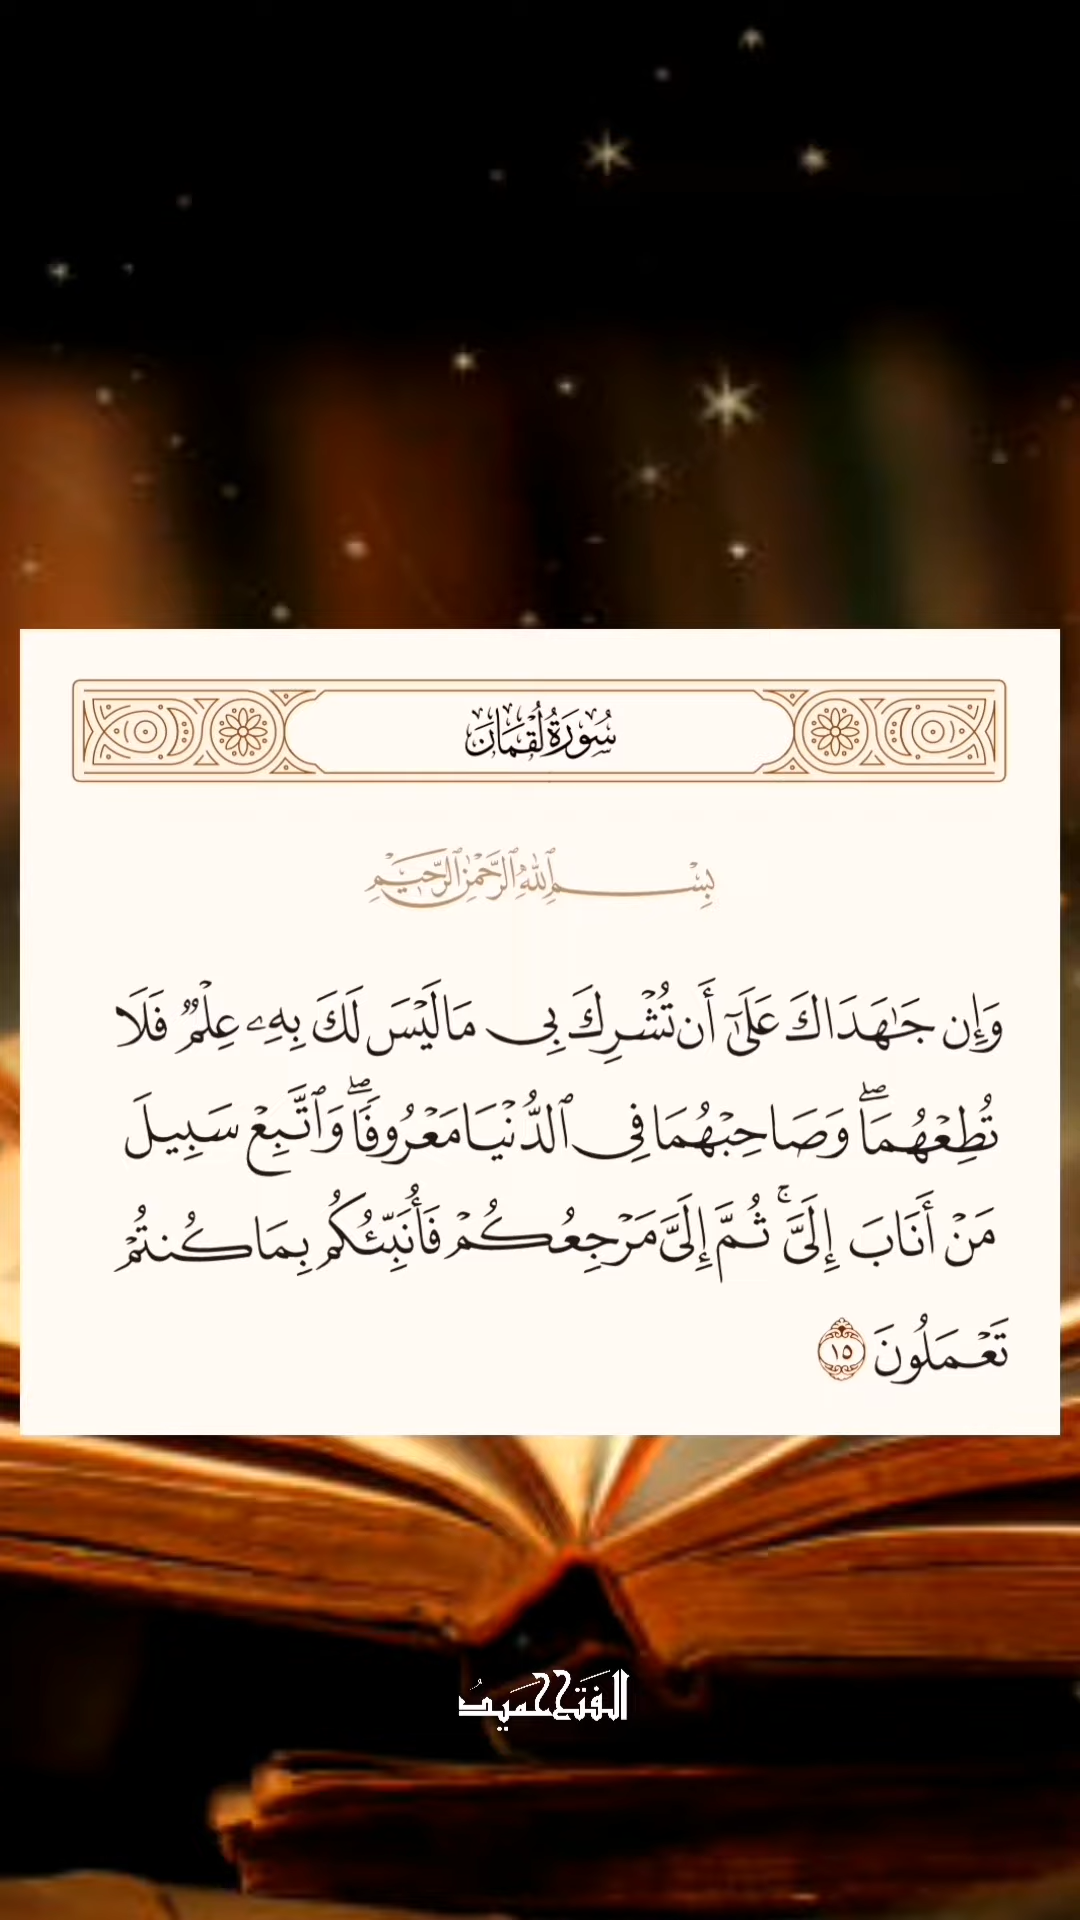 سُورَةُ لُقْمَانَ
بِسْمِ ٱللَّهِ ٱلرَّحْمَٰنِ ٱلرَّحِيمِ
وَإِن جَٰهَدَاكَ عَلَىٰٓ أَن تُشْرِكَ بِى مَا لَيْسَ لَكَ بِهِۦ عِلْمٌ فَلَا
تُطِعْهُمَا ۖ وَصَاحِبْهُمَا فِى ٱلدُّنْيَا مَعْرُوفًا ۖ وَٱتَّبِعْ سَبِيلَ
مَنْ أَنَابَ إِلَىَّ ۚ ثُمَّ إِلَىَّ مَرْجِعُكُمْ فَأُنَبِّئُكُم بِمَا كُنتُمْ
تَعْمَلُونَ ١٥